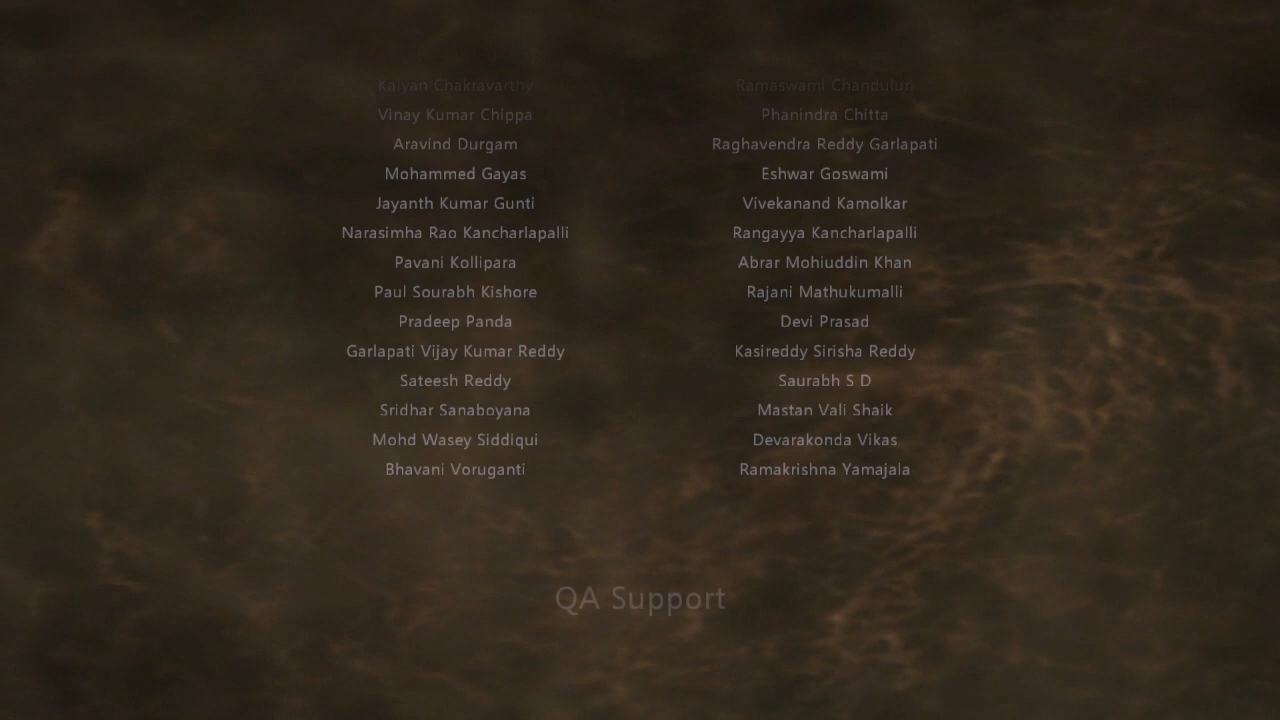 Kalyan Chakravarthy Ramaswami Chanduluri
Vinay Kumar Chippa Phanindra Chitta
Aravind Durgam Raghavendra Reddy Garlapati
Mohammed Gayas Eshwar Goswami
Jayanth Kumar Gunti Vivekanand Kamolkar
Narasimha Rao Kancharlapalli Rangayya Kancharlapalli
Pavani Kollipara Abrar Mohiuddin Khan
Paul Sourabh Kishore Rajani Mathukumalli
Pradeep Panda Devi Prasad
Garlapati Vijay Kumar Reddy Kasireddy Sirisha Reddy
Sateesh Reddy Saurabh S D
Sridhar Sanaboyana Mastan Vali Shaik
Mohd Wasey Siddiqui Devarakonda Vikas
Bhavani Voruganti Ramakrishna Yamajala
QA Support